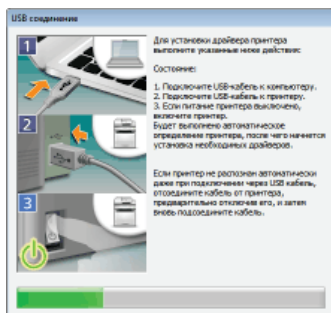 USB соединение
1
Для установки драйвера принтера
выполните указанные ниже действия:
Состояние:
1. Подключите USB-кабель к компьютеру.
2. Подключите USB-кабель к принтеру.
3. Если питание принтера выключено,
включите принтер.
Будет выполнено автоматическое
определение принтера, после чего начнется
установка необходимых драйверов.
2
Если принтер не распознан автоматически
даже при подключении через USB кабель,
отсоедините кабель от принтера,
предварительно отключив его, и затем
вновь подсоедините кабель.
3